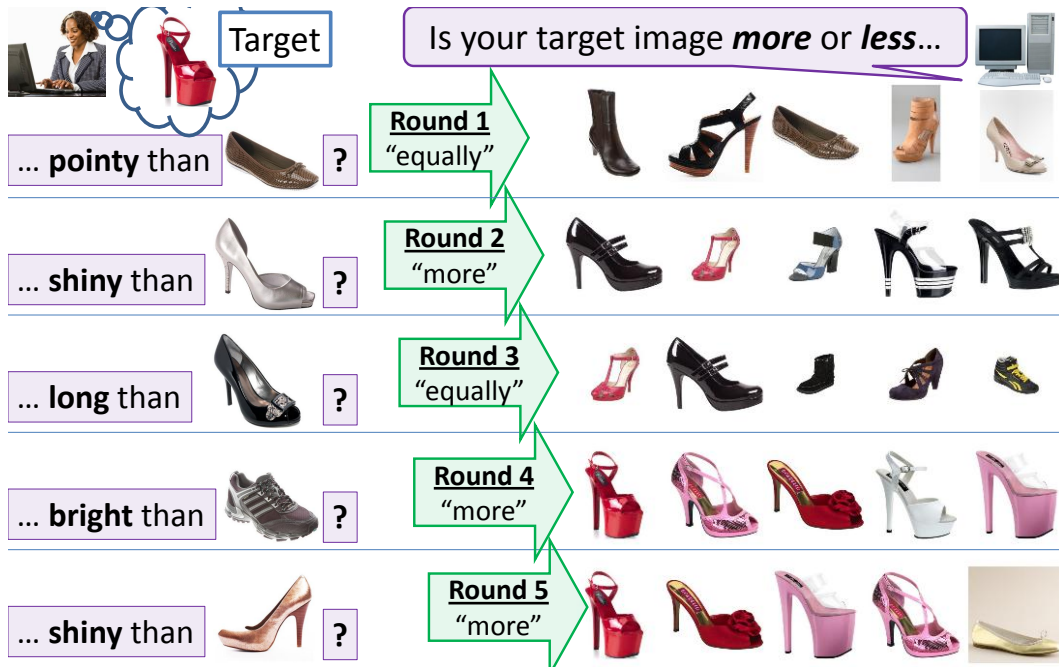 Target
Is your target image more or less...
Round 1
"equally"
... pointy than
?
Round 2
"more"
... shiny than
?
Round 3
"equally"
... long than
?
Round 4
"more"
... bright than
?
Round 5
"more"
... shiny than
?